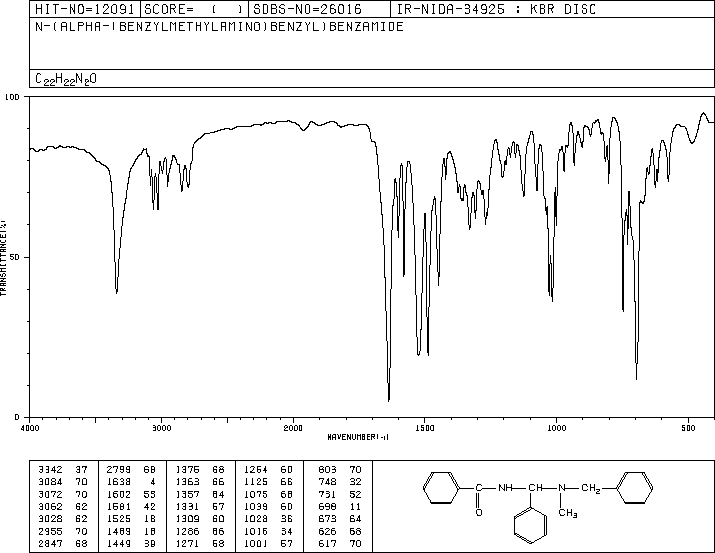 HIT-NO=12091 SCORE= ( ) SDBS-NO=26016 IR-NIDA-34925 : KBR DISC
N-(ALPHA-(BENZYLMETHYLAMINO)BENZYL)BENZAMIDE
C22H22N2O
100
50
0
TRANSMITTANCE(%)
4000 3000 2000 1500 1000 500
WAVENUMBER(-1)
3342 37 2799 68 1376 68 1264 60 803 70
3084 70 1638 4 1363 66 1125 66 748 32
3072 70 1602 55 1357 64 1075 68 731 52
3062 62 1581 42 1331 57 1039 60 698 11
3028 62 1525 18 1309 60 1028 36 673 64
2955 70 1489 18 1286 66 1016 34 626 68
2847 68 1449 39 1271 58 1001 57 617 70
C NH CH N CH2
O CH3